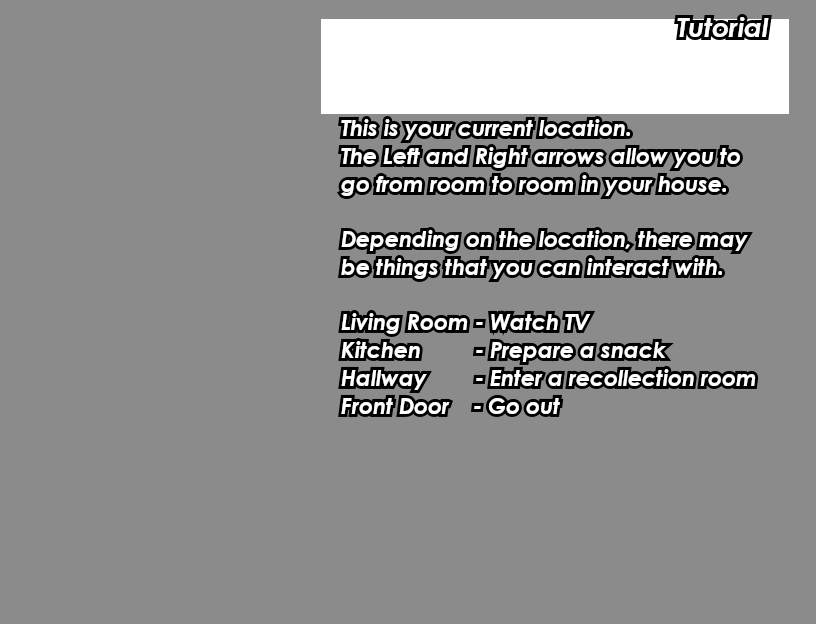 Tutorial
This is your current location.
The Left and Right arrows allow you to
go from room to room in your house.
Depending on the location, there may
be things that you can interact with.
Living Room - Watch TV
Kitchen - Prepare a snack
Hallway - Enter a recollection room
Front Door - Go out